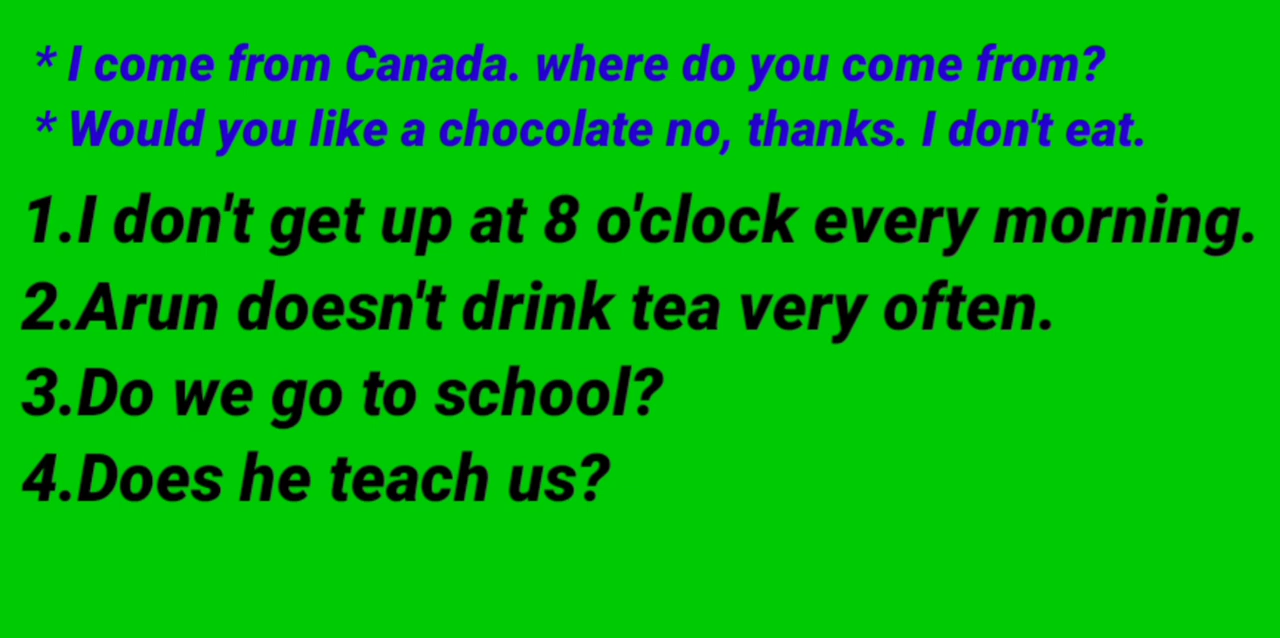 * I come from Canada. where do you come from?
* Would you like a chocolate no, thanks. I don't eat.
1.I don't get up at 8 o'clock every morning.
2.Arun doesn't drink tea very often.
3.Do we go to school?
4.Does he teach us?